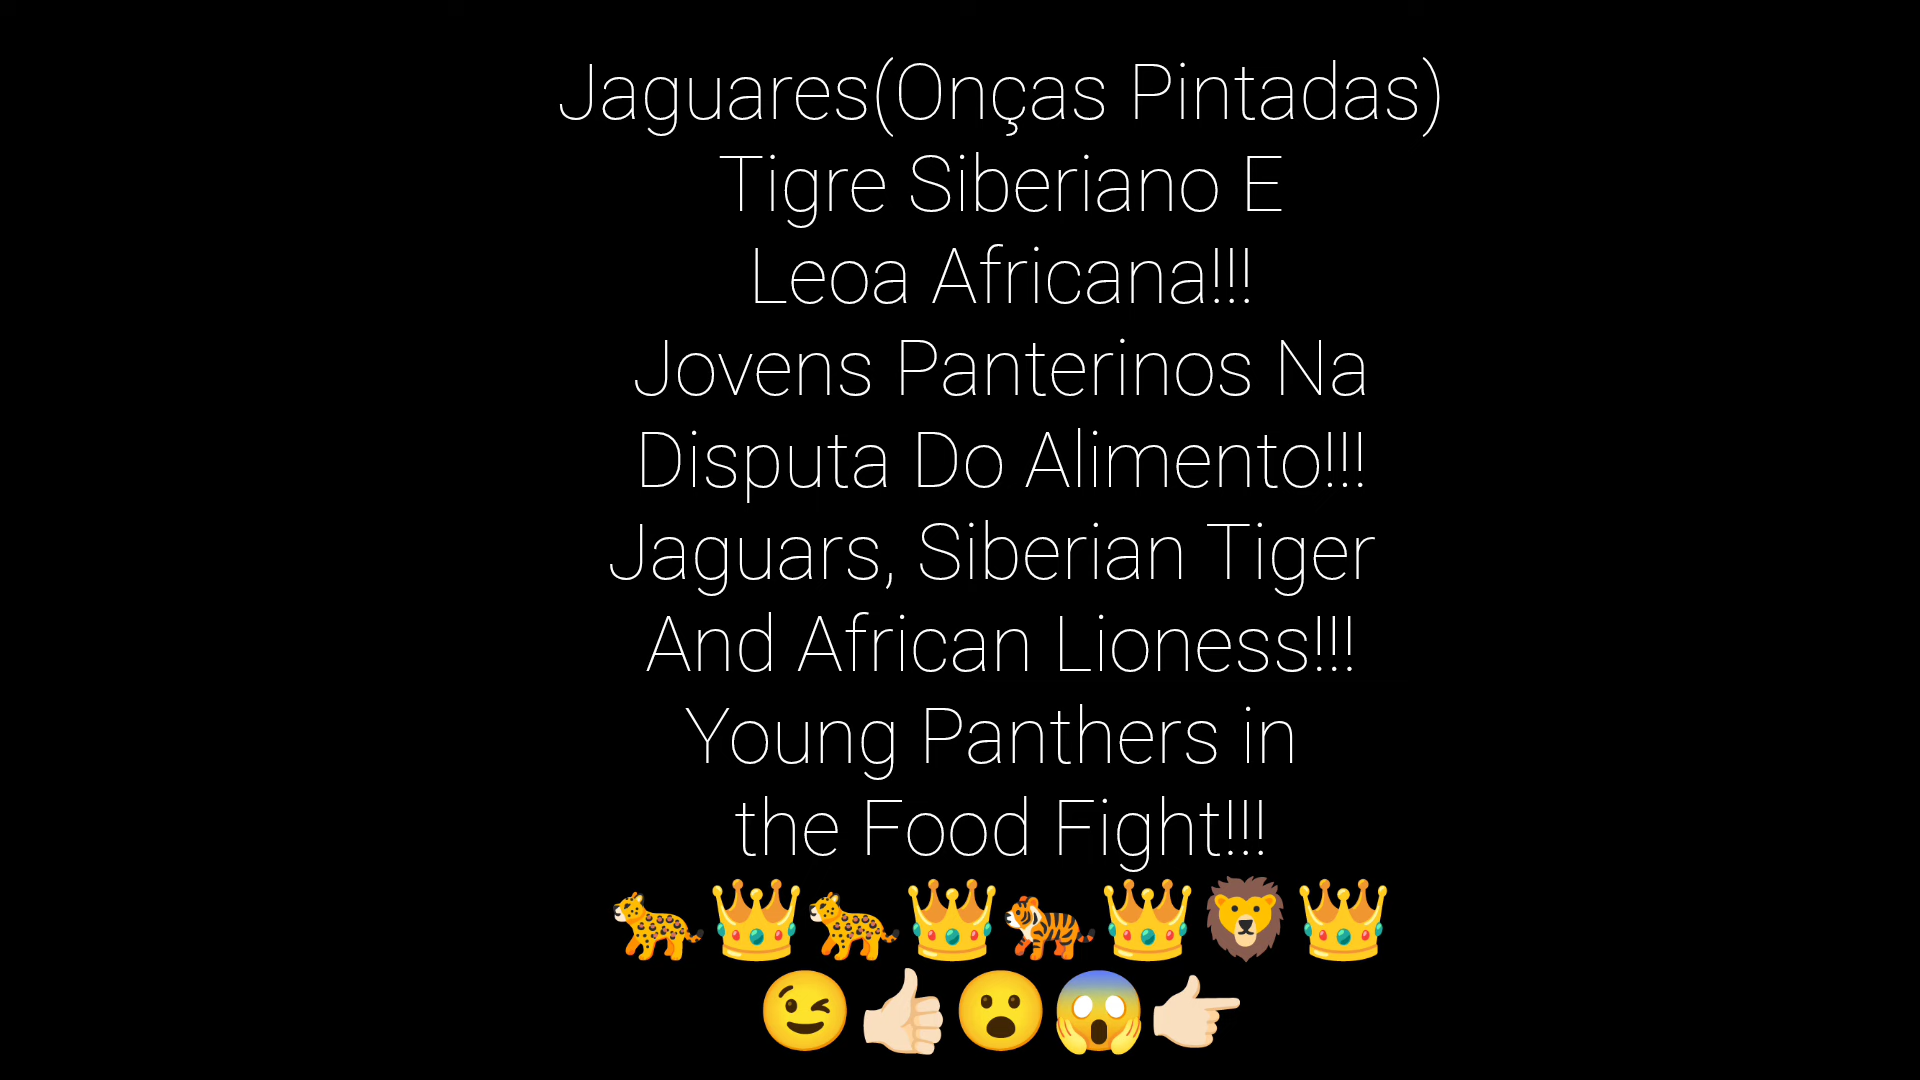 Jaguares(Onças Pintadas)
Tigre Siberiano E
Leoa Africana!!!
Jovens Panterinos Na
Disputa Do Alimento!!!
Jaguars, Siberian Tiger
And African Lioness!!!
Young Panthers in
the Food Fight!!!
🐆👑🐆👑🐅👑🦁👑
😉👍🏻😮😱👉🏻